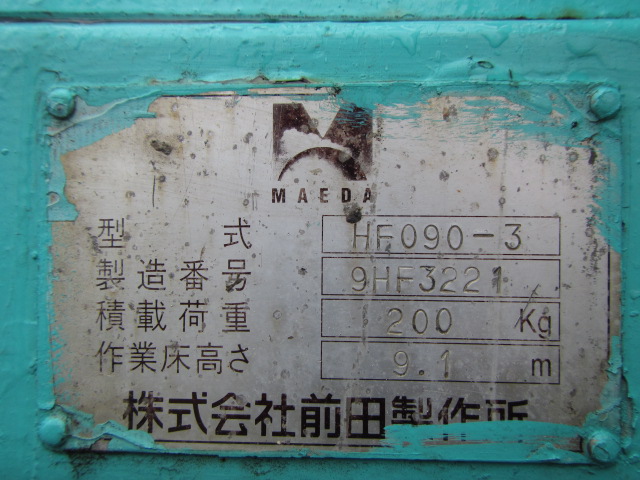 MAEDA
型式 HF090-3
製造番号 9HF3221
積載荷重 200 Kg
作業床高さ 9.1 m
株式会社前田製作所